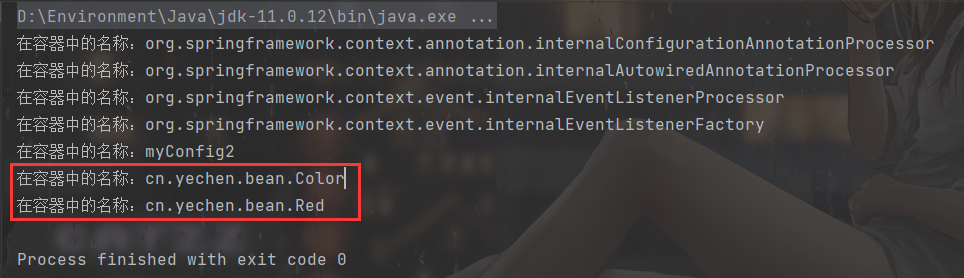 D:\Environment\Java\jdk-11.0.12\bin\java.exe ...
在容器中的名称：org.springframework.context.annotation.internalConfigurationAnnotationProcessor
在容器中的名称：org.springframework.context.annotation.internalAutowiredAnnotationProcessor
在容器中的名称：org.springframework.context.event.internalEventListenerProcessor
在容器中的名称：org.springframework.context.event.internalEventListenerFactory
在容器中的名称：myConfig2
在容器中的名称：cn.yechen.bean.Color
在容器中的名称：cn.yechen.bean.Red
Process finished with exit code 0